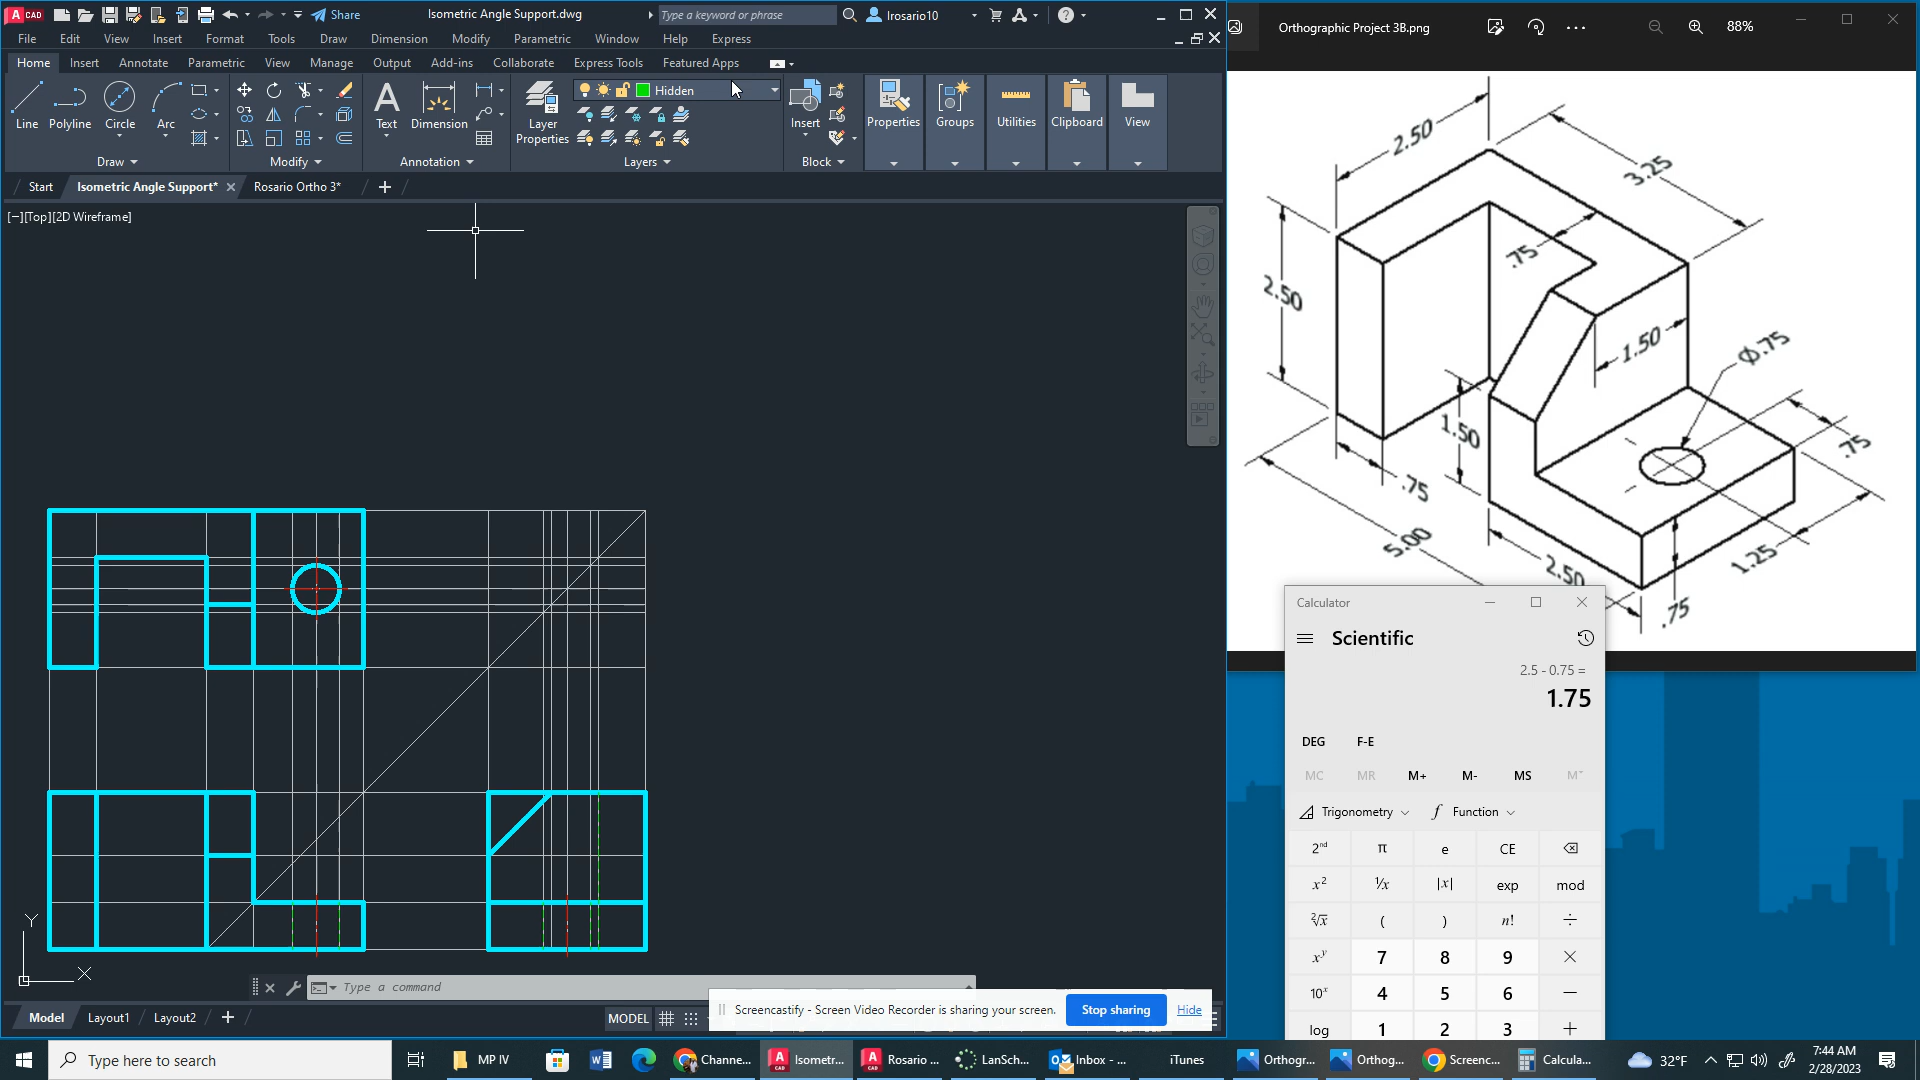 A CAD
Share
Isometric Angle Support.dwg
Type a keyword or phrase
lrosario10
File Edit View Insert Format Tools Draw Dimension Modify Parametric Window Help Express
Home Insert Annotate Parametric View Manage Output Add-ins Collaborate Express Tools Featured Apps
Hidden
Line Polyline Circle Arc
Text Dimension
Layer
Properties
Insert
Properties Groups Utilities Clipboard View
Draw Modify Annotation Layers Block
Start Isometric Angle Support* Rosario Ortho 3*
[−][Top][2D Wireframe]
Y
X
Type a command
Model Layout1 Layout2
MODEL
Screencastify - Screen Video Recorder is sharing your screen.
Stop sharing
Hide
Orthographic Project 3B.png
88%
2.50
3.25
.75
2.50
1.50
Φ.75
1.50
.75
.75
5.00
2.50
1.25
.75
Calculator
Scientific
2.5 - 0.75 =
1.75
DEG F-E
MC MR M+ M- MS M˅
Trigonometry Function
2ⁿᵈ π e CE
x² ¹⁄x |x| exp mod
²√x ( ) n! ÷
xʸ 7 8 9 ×
10ˣ 4 5 6 −
log 1 2 3 +
Type here to search
MP IV
Channe...
Isometr...
Rosario ...
LanSch...
Inbox - ...
iTunes
Orthogr...
Orthog...
Screenc...
Calcula...
32°F
7:44 AM
2/28/2023